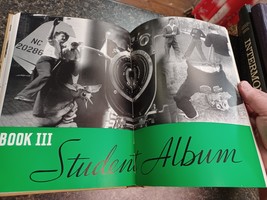 NC
20286
BOOK III
Student Album
INTERMO